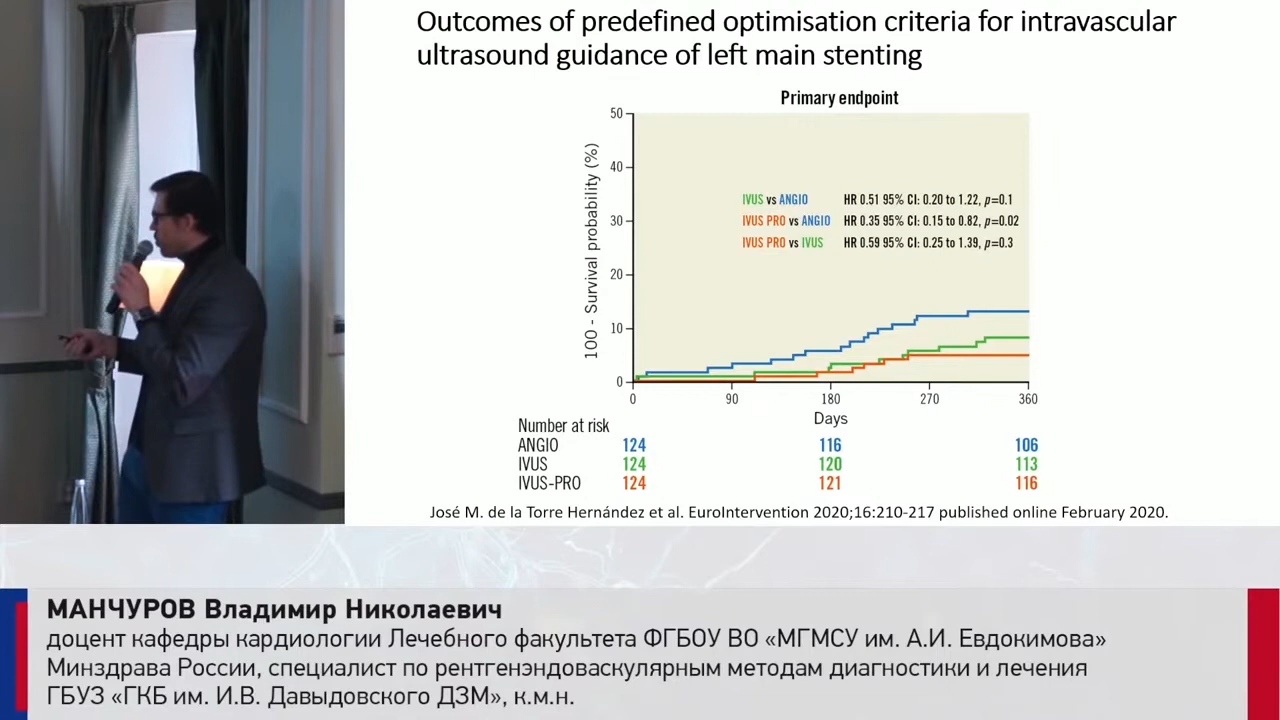 Outcomes of predefined optimisation criteria for intravascular
ultrasound guidance of left main stenting
Primary endpoint
100 - Survival probability (%)
50
40
30
20
10
0
IVUS vs ANGIO HR 0.51 95% CI: 0.20 to 1.22, p=0.1
IVUS PRO vs ANGIO HR 0.35 95% CI: 0.15 to 0.82, p=0.02
IVUS PRO vs IVUS HR 0.59 95% CI: 0.25 to 1.39, p=0.3
0 90 180 270 360
Days
Number at risk
ANGIO 124 116 106
IVUS 124 120 113
IVUS-PRO 124 121 116
José M. de la Torre Hernández et al. EuroIntervention 2020;16:210-217 published online February 2020.
МАНЧУРОВ Владимир Николаевич
доцент кафедры кардиологии Лечебного факультета ФГБОУ ВО «МГМСУ им. А.И. Евдокимова»
Минздрава России, специалист по рентгенэндоваскулярным методам диагностики и лечения
ГБУЗ «ГКБ им. И.В. Давыдовского ДЗМ», к.м.н.